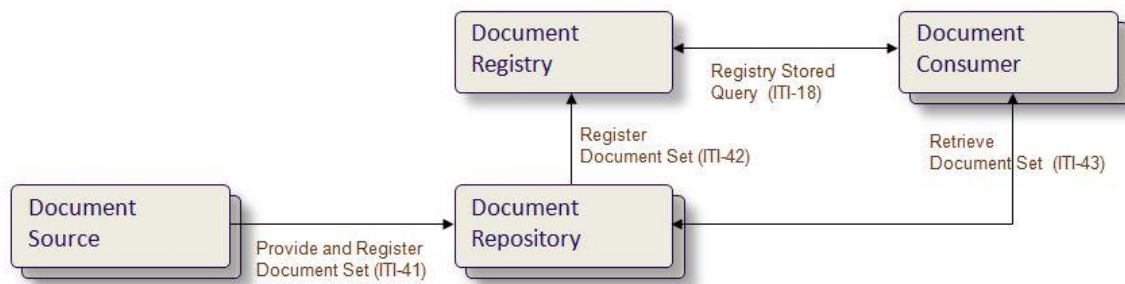 Document
Registry
Document
Consumer
Registry Stored
Query (ITI-18)
Register
Document Set (ITI-42)
Retrieve
Document Set (ITI-43)
Document
Source
Document
Repository
Provide and Register
Document Set (ITI-41)